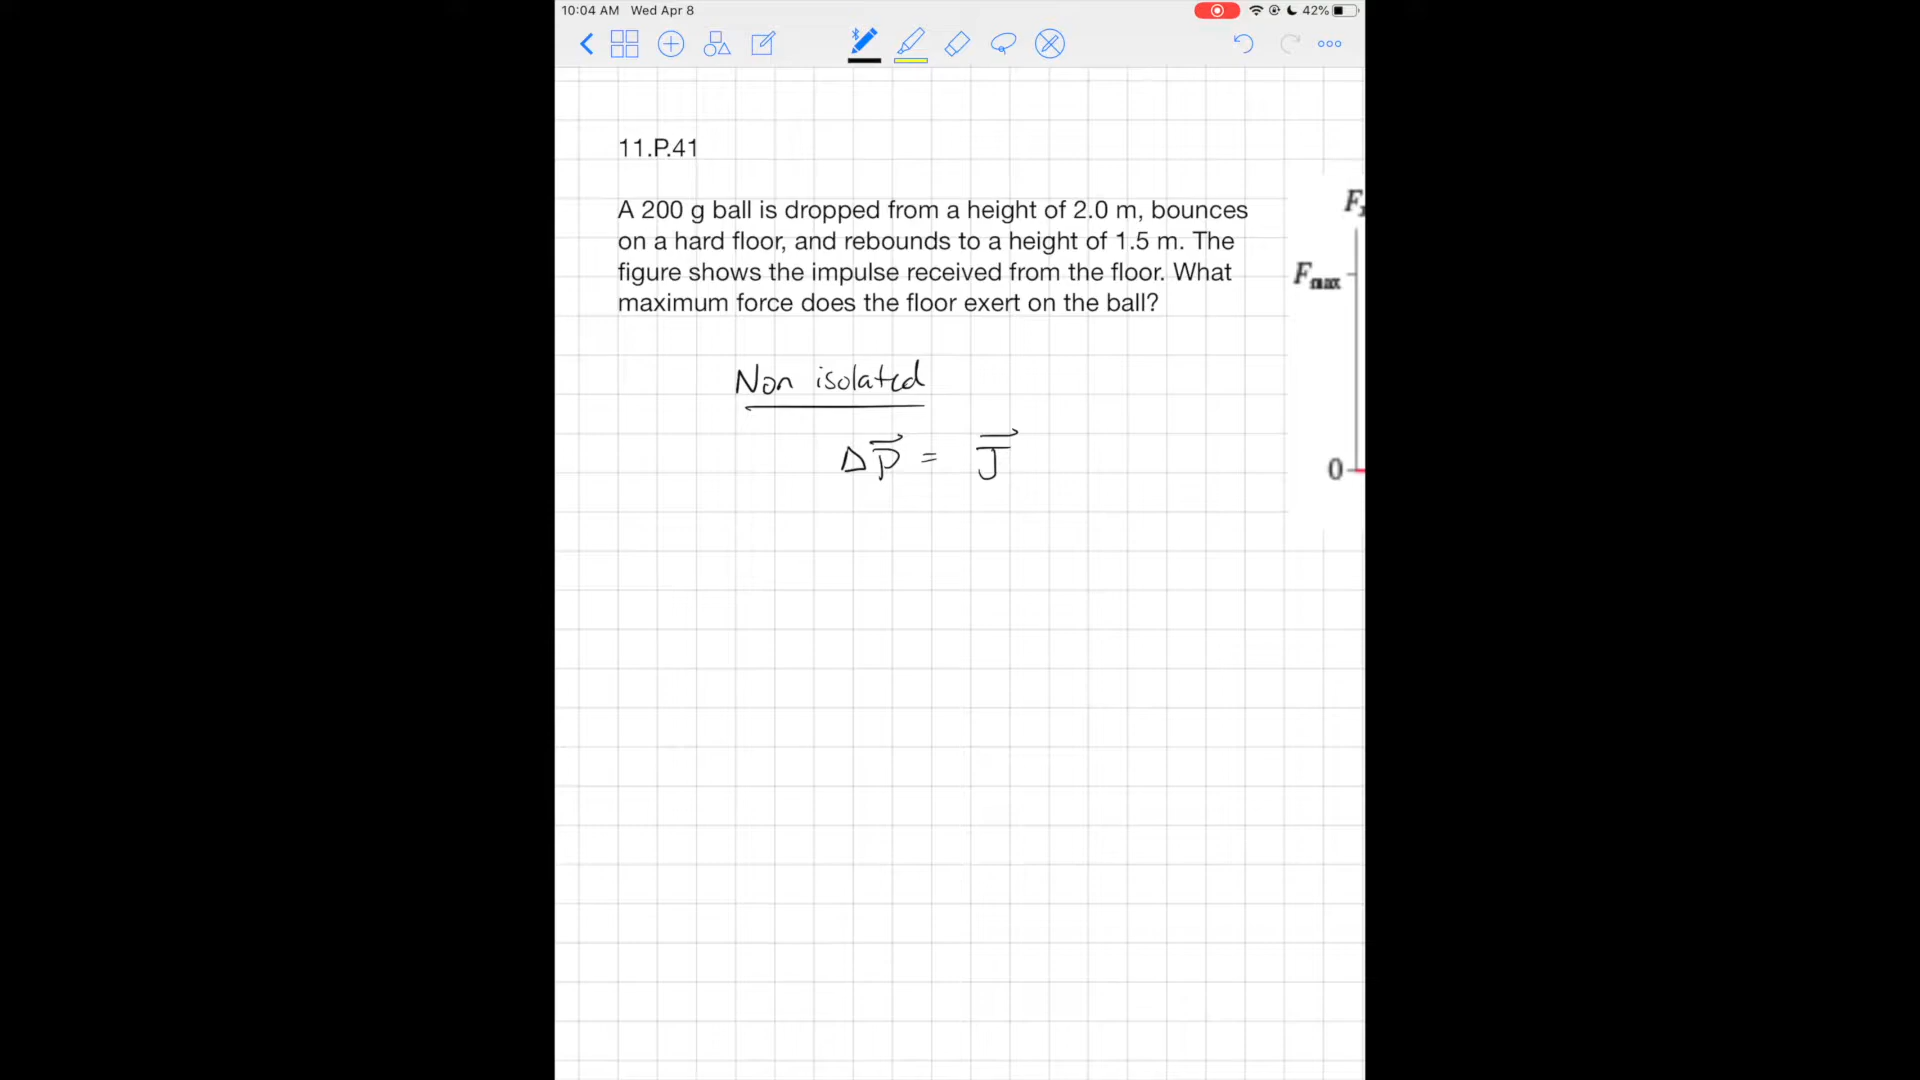 10:04 AM Wed Apr 8 42%
11.P.41
A 200 g ball is dropped from a height of 2.0 m, bounces
on a hard floor, and rebounds to a height of 1.5 m. The
figure shows the impulse received from the floor. What
maximum force does the floor exert on the ball?
Fx
Fmax
0
Non isolated
Δp⃗ = J⃗